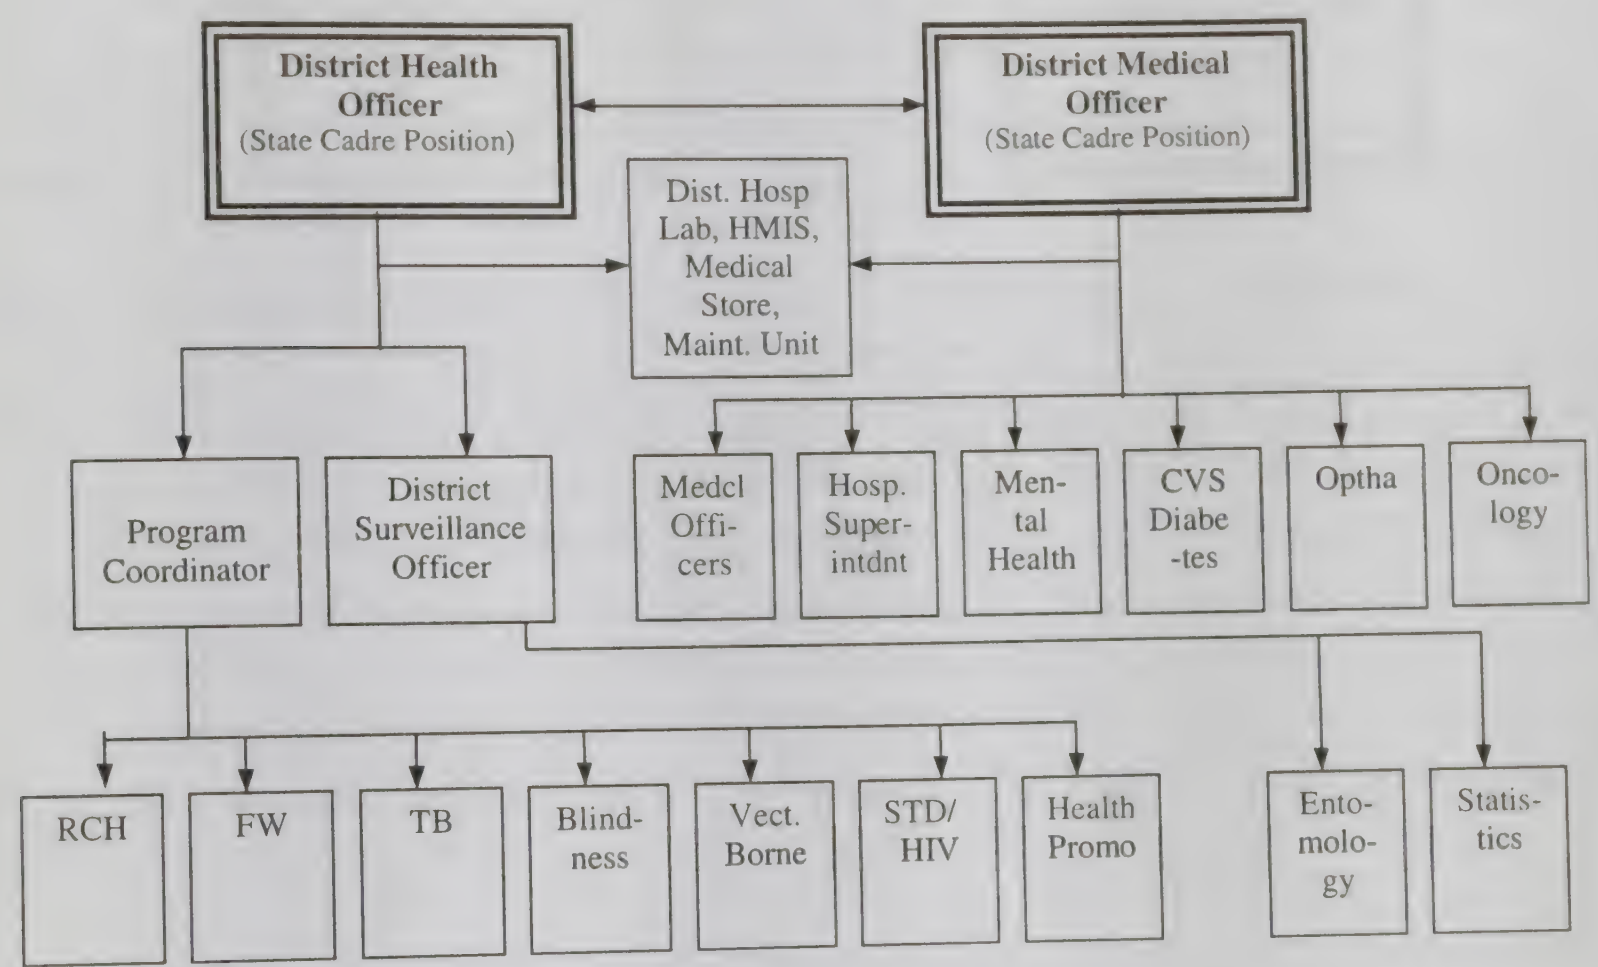 District Health
Officer
(State Cadre Position)
District Medical
Officer
(State Cadre Position)
Dist. Hosp
Lab, HMIS,
Medical
Store,
Maint. Unit
Program
Coordinator
District
Surveillance
Officer
Medcl
Offi-
cers
Hosp.
Super-
intdnt
Men-
tal
Health
CVS
Diabe
-tes
Optha
Onco-
logy
RCH
FW
TB
Blind-
ness
Vect.
Borne
STD/
HIV
Health
Promo
Ento-
molo-
gy
Statis-
tics